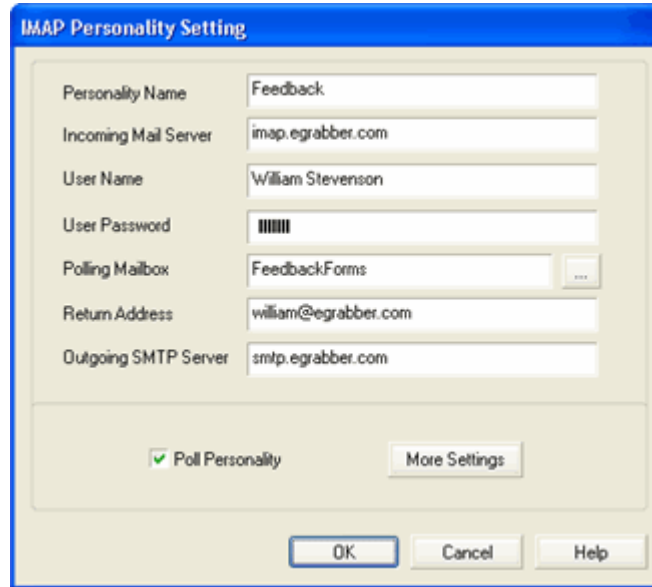 IMAP Personality Setting
Personality Name Feedback
Incoming Mail Server imap.egrabber.com
User Name William Stevenson
User Password
Polling Mailbox FeedbackForms ...
Return Address william@egrabber.com
Outgoing SMTP Server smtp.egrabber.com
Poll Personality More Settings
OK Cancel Help